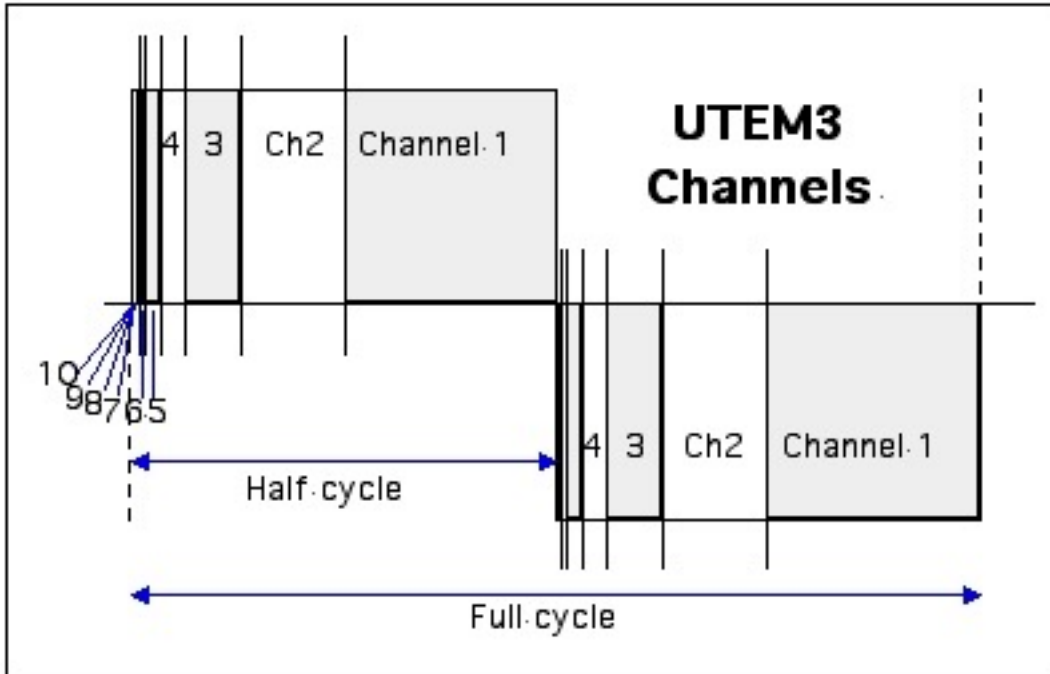 UTEM3
Channels
4 3 Ch2 Channel 1
10
9 8 7 6 5
4 3 Ch2 Channel 1
Half cycle
Full cycle